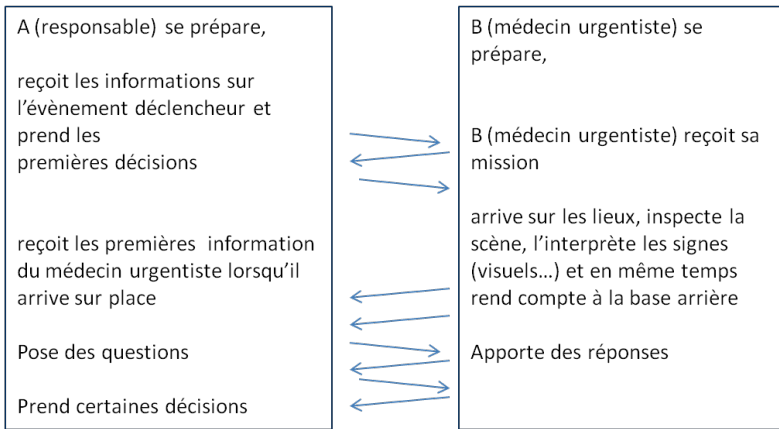 A (responsable) se prépare,
reçoit les informations sur
l'évènement déclencheur et
prend les
premières décisions
reçoit les premières information
du médecin urgentiste lorsqu'il
arrive sur place
Pose des questions
Prend certaines décisions
B (médecin urgentiste) se
prépare,
B (médecin urgentiste) reçoit sa
mission
arrive sur les lieux, inspecte la
scène, l'interprète les signes
(visuels...) et en même temps
rend compte à la base arrière
Apporte des réponses